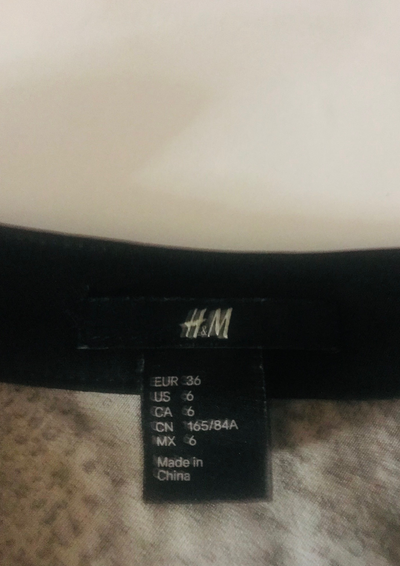 H&M
EUR 36
US 6
CA 6
CN 165/84A
MX 6
Made in
China